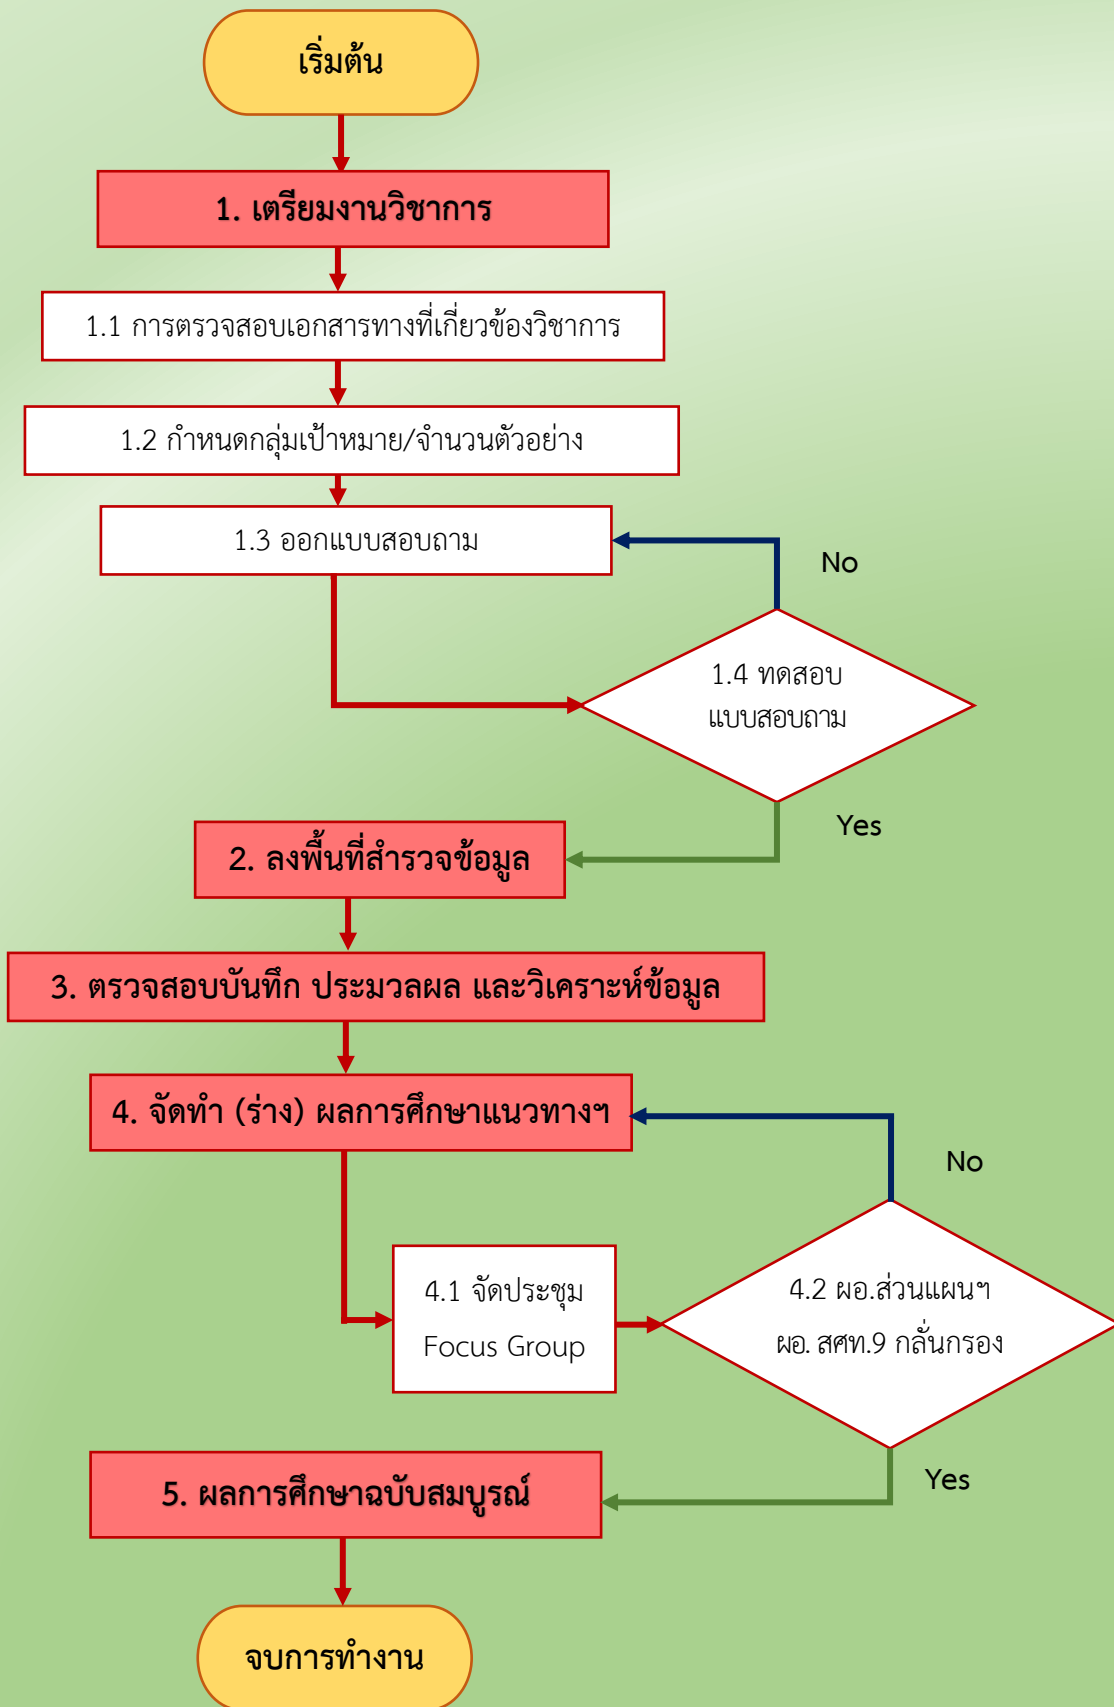 เริ่มต้น
1. เตรียมงานวิชาการ
1.1 การตรวจสอบเอกสารทางที่เกี่ยวข้องวิชาการ
1.2 กำหนดกลุ่มเป้าหมาย/จำนวนตัวอย่าง
1.3 ออกแบบสอบถาม
No
1.4 ทดสอบ
แบบสอบถาม
Yes
2. ลงพื้นที่สำรวจข้อมูล
3. ตรวจสอบบันทึก ประมวลผล และวิเคราะห์ข้อมูล
4. จัดทำ (ร่าง) ผลการศึกษาแนวทางฯ
No
4.1 จัดประชุม
Focus Group
4.2 ผอ.ส่วนแผนฯ
ผอ. สศท.9 กลั่นกรอง
Yes
5. ผลการศึกษาฉบับสมบูรณ์
จบการทำงาน